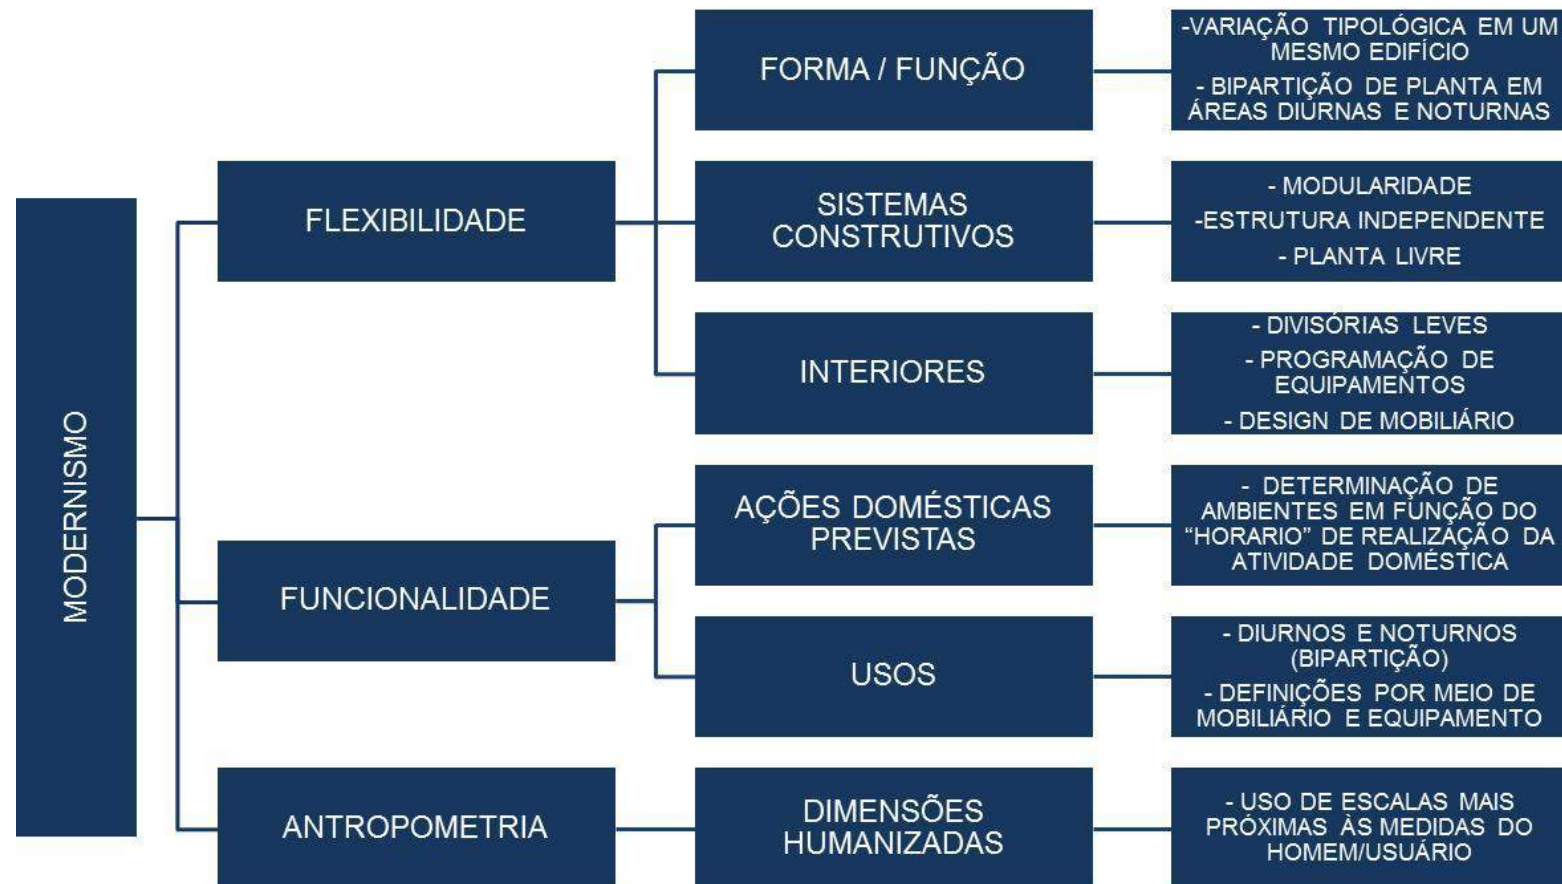 MODERNISMO
FLEXIBILIDADE
FORMA / FUNÇÃO
-VARIAÇÃO TIPOLÓGICA EM UM
MESMO EDIFÍCIO
- BIPARTIÇÃO DE PLANTA EM
ÁREAS DIURNAS E NOTURNAS
SISTEMAS
CONSTRUTIVOS
- MODULARIDADE
-ESTRUTURA INDEPENDENTE
- PLANTA LIVRE
INTERIORES
- DIVISÓRIAS LEVES
- PROGRAMAÇÃO DE
EQUIPAMENTOS
- DESIGN DE MOBILIÁRIO
FUNCIONALIDADE
AÇÕES DOMÉSTICAS
PREVISTAS
- DETERMINAÇÃO DE
AMBIENTES EM FUNÇÃO DO
“HORARIO” DE REALIZAÇÃO DA
ATIVIDADE DOMÉSTICA
USOS
- DIURNOS E NOTURNOS
(BIPARTIÇÃO)
- DEFINIÇÕES POR MEIO DE
MOBILIÁRIO E EQUIPAMENTO
ANTROPOMETRIA
DIMENSÕES
HUMANIZADAS
- USO DE ESCALAS MAIS
PRÓXIMAS ÀS MEDIDAS DO
HOMEM/USUÁRIO